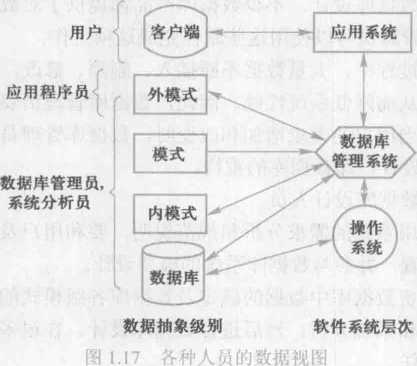 用户
客户端
应用系统
应用程序员
外模式
模式
数据库
管理系统
数据库管理员,
系统分析员
内模式
操作
系统
数据库
数据抽象级别
软件系统层次
图 1.17 各种人员的数据视图